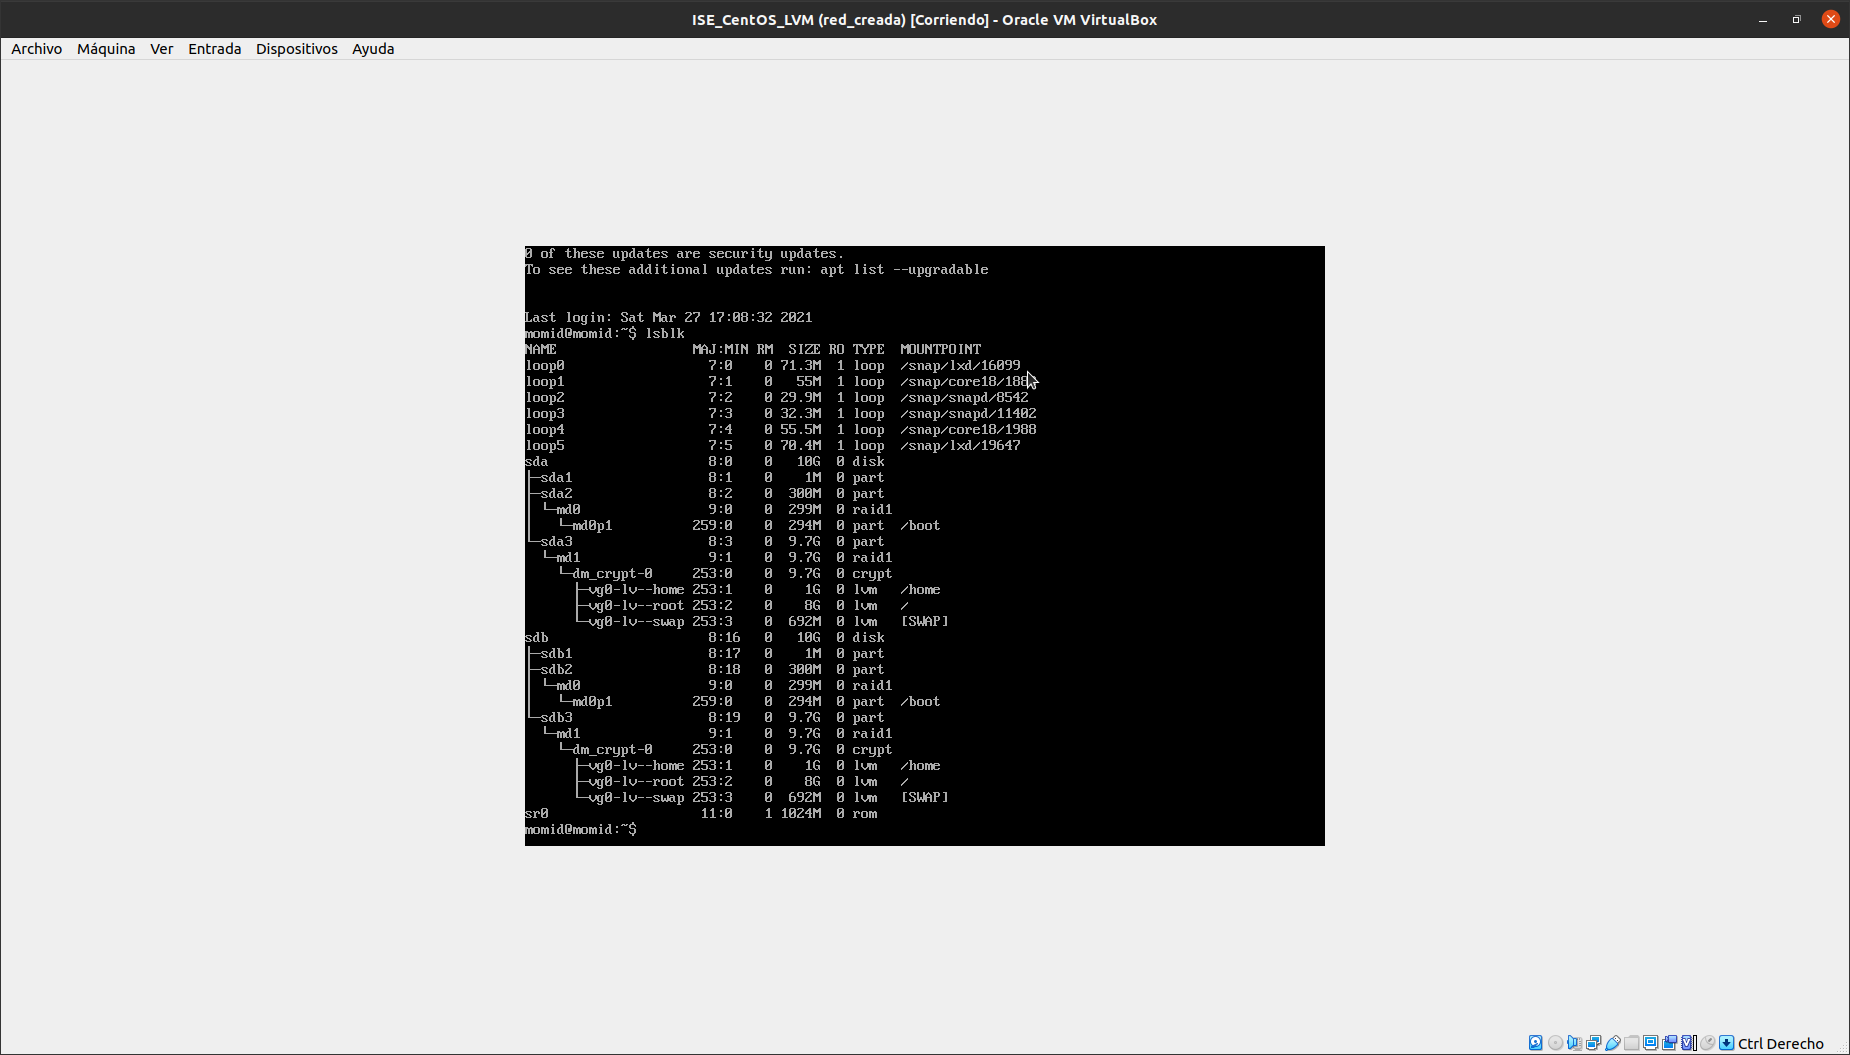 ISE_CentOS_LVM (red_creada) [Corriendo] - Oracle VM VirtualBox
Archivo Máquina Ver Entrada Dispositivos Ayuda
0 of these updates are security updates.
To see these additional updates run: apt list --upgradable
Last login: Sat Mar 27 17:08:32 2021
momid@momid:~$ lsblk
NAME MAJ:MIN RM SIZE RO TYPE MOUNTPOINT
loop0 7:0 0 71.3M 1 loop /snap/lxd/16099
loop1 7:1 0 55M 1 loop
loop2 7:2 0 29.9M 1 loop /snap/snapd/8542
loop3 7:3 0 32.3M 1 loop /snap/snapd/11402
loop4 7:4 0 55.5M 1 loop /snap/core18/1988
loop5 7:5 0 70.4M 1 loop /snap/lxd/19647
sda 8:0 0 10G 0 disk
├─sda1 8:1 0 1M 0 part
├─sda2 8:2 0 300M 0 part
│ └─md0 9:0 0 299M 0 raid1
│   └─md0p1 259:0 0 294M 0 part /boot
└─sda3 8:3 0 9.7G 0 part
  └─md1 9:1 0 9.7G 0 raid1
    └─dm_crypt-0 253:0 0 9.7G 0 crypt
      ├─vg0-lv--home 253:1 0 1G 0 lvm /home
      ├─vg0-lv--root 253:2 0 8G 0 lvm /
      └─vg0-lv--swap 253:3 0 692M 0 lvm [SWAP]
sdb 8:16 0 10G 0 disk
├─sdb1 8:17 0 1M 0 part
├─sdb2 8:18 0 300M 0 part
│ └─md0 9:0 0 299M 0 raid1
│   └─md0p1 259:0 0 294M 0 part /boot
└─sdb3 8:19 0 9.7G 0 part
  └─md1 9:1 0 9.7G 0 raid1
    └─dm_crypt-0 253:0 0 9.7G 0 crypt
      ├─vg0-lv--home 253:1 0 1G 0 lvm /home
      ├─vg0-lv--root 253:2 0 8G 0 lvm /
      └─vg0-lv--swap 253:3 0 692M 0 lvm [SWAP]
sr0 11:0 1 1024M 0 rom
momid@momid:~$
Ctrl Derecho